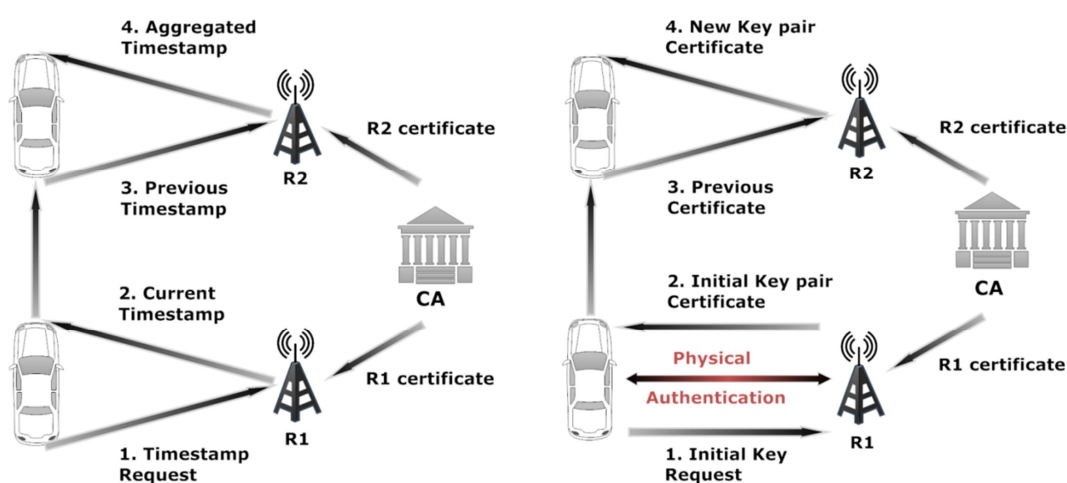 4. Aggregated
Timestamp
R2 certificate
R2
3. Previous
Timestamp
CA
2. Current
Timestamp
R1 certificate
R1
1. Timestamp
Request
4. New Key pair
Certificate
R2 certificate
R2
3. Previous
Certificate
CA
2. Initial Key pair
Certificate
Physical
Authentication
R1 certificate
R1
1. Initial Key
Request